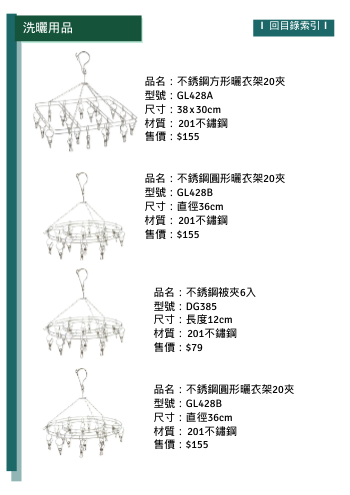 洗曬用品
回目錄索引
品名：不銹鋼方形曬衣架20夾
型號：GL428A
尺寸：38x30cm
材質： 201不鏽鋼
售價：$155
品名：不銹鋼圓形曬衣架20夾
型號：GL428B
尺寸：直徑36cm
材質： 201不鏽鋼
售價：$155
品名：不銹鋼被夾6入
型號：DG385
尺寸：長度12cm
材質： 201不鏽鋼
售價：$79
品名：不銹鋼圓形曬衣架20夾
型號：GL428B
尺寸：直徑36cm
材質： 201不鏽鋼
售價：$155